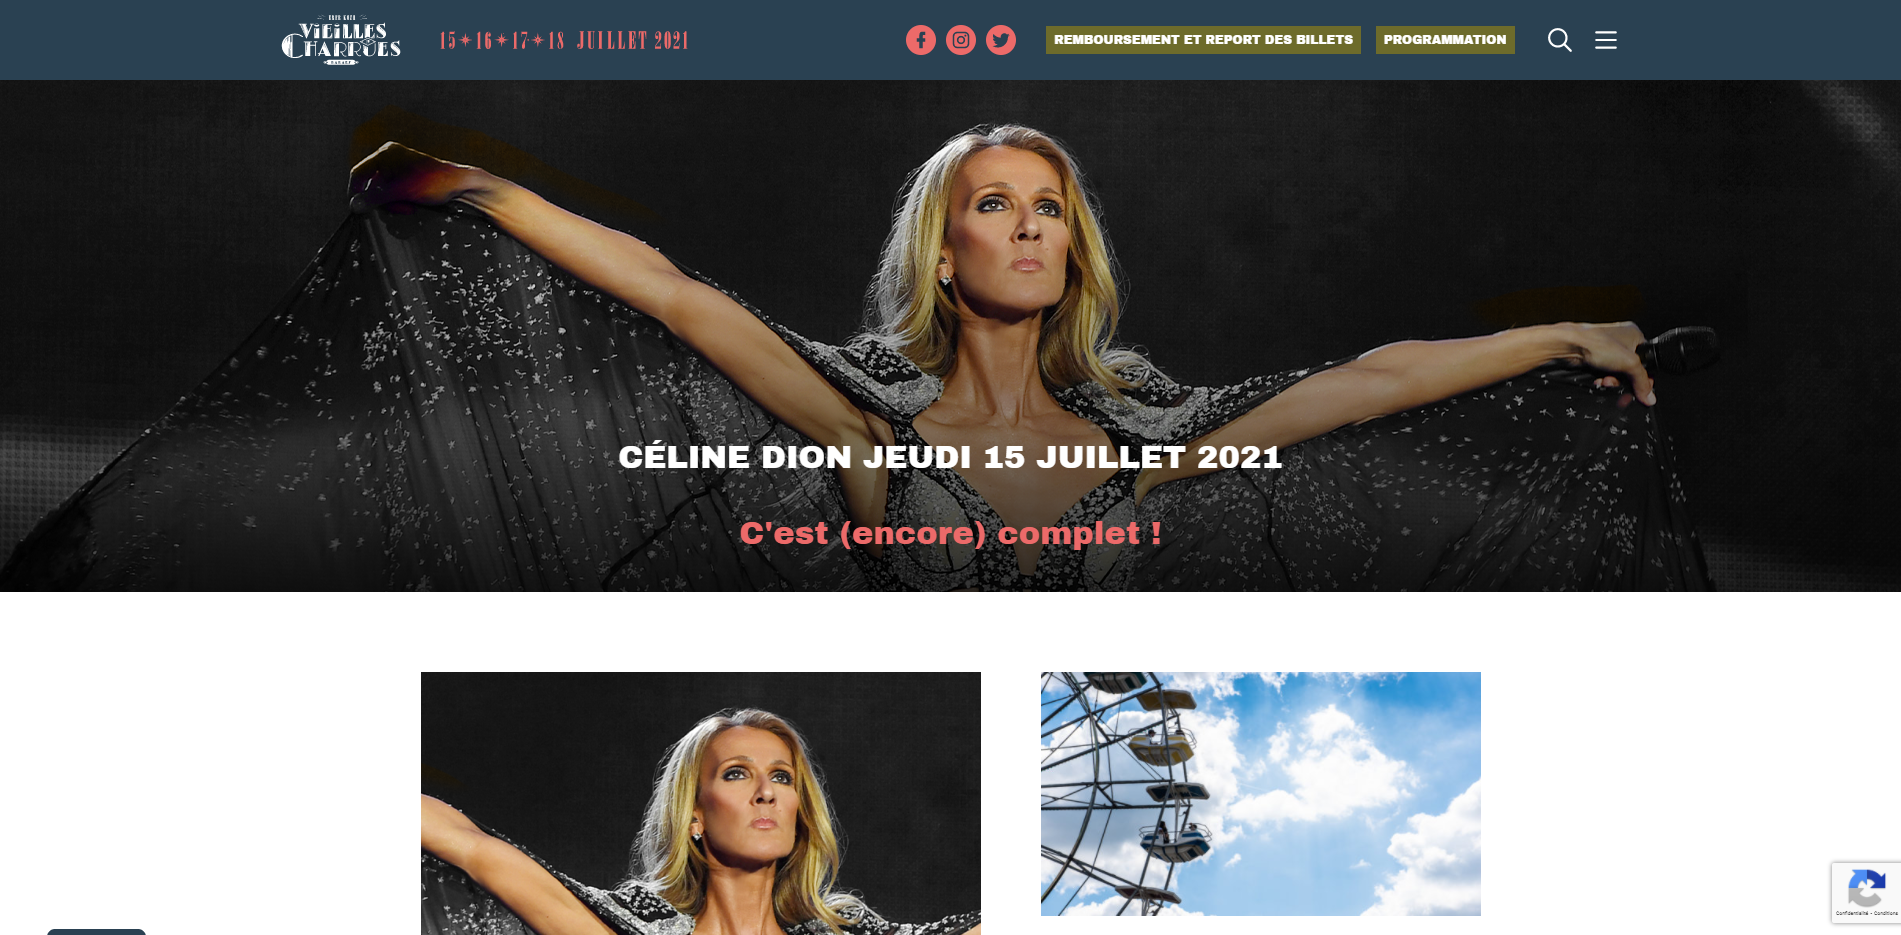 VIEILLES
CHARRUES
15 16 17 18 JUILLET 2021
REMBOURSEMENT ET REPORT DES BILLETS
PROGRAMMATION
CÉLINE DION JEUDI 15 JUILLET 2021
C'est (encore) complet !
Confidentialité - Conditions